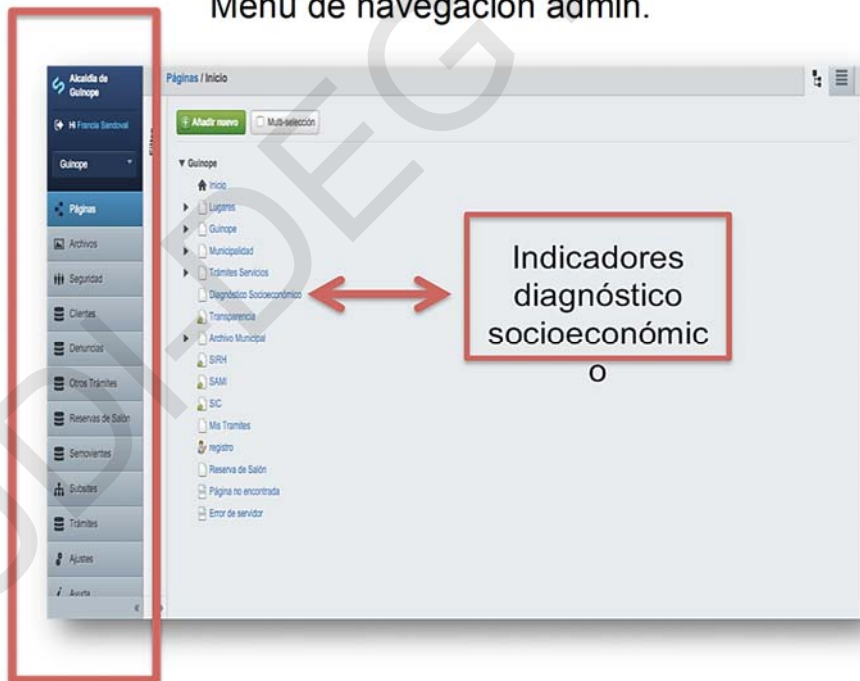 Menú de navegación admin.
Alcaldía de
Guinope
Hi Francia Sandoval
Guinope
Páginas
Archivos
Seguridad
Clientes
Denuncias
Otros Trámites
Reservas de Salón
Semovientes
Subsites
Trámites
Ajustes
Ayuda
«
Páginas / Inicio
Añadir nuevo
Multi-selección
Guinope
Inicio
Lugares
Guinope
Municipalidad
Trámites Servicios
Diagnóstico Socioeconómico
Transparencia
Archivo Municipal
SIRH
SAMI
SIC
Mis Tramites
registro
Reserva de Salón
Página no encontrada
Error de servidor
Indicadores
diagnóstico
socioeconómic
o
UDI-DEG